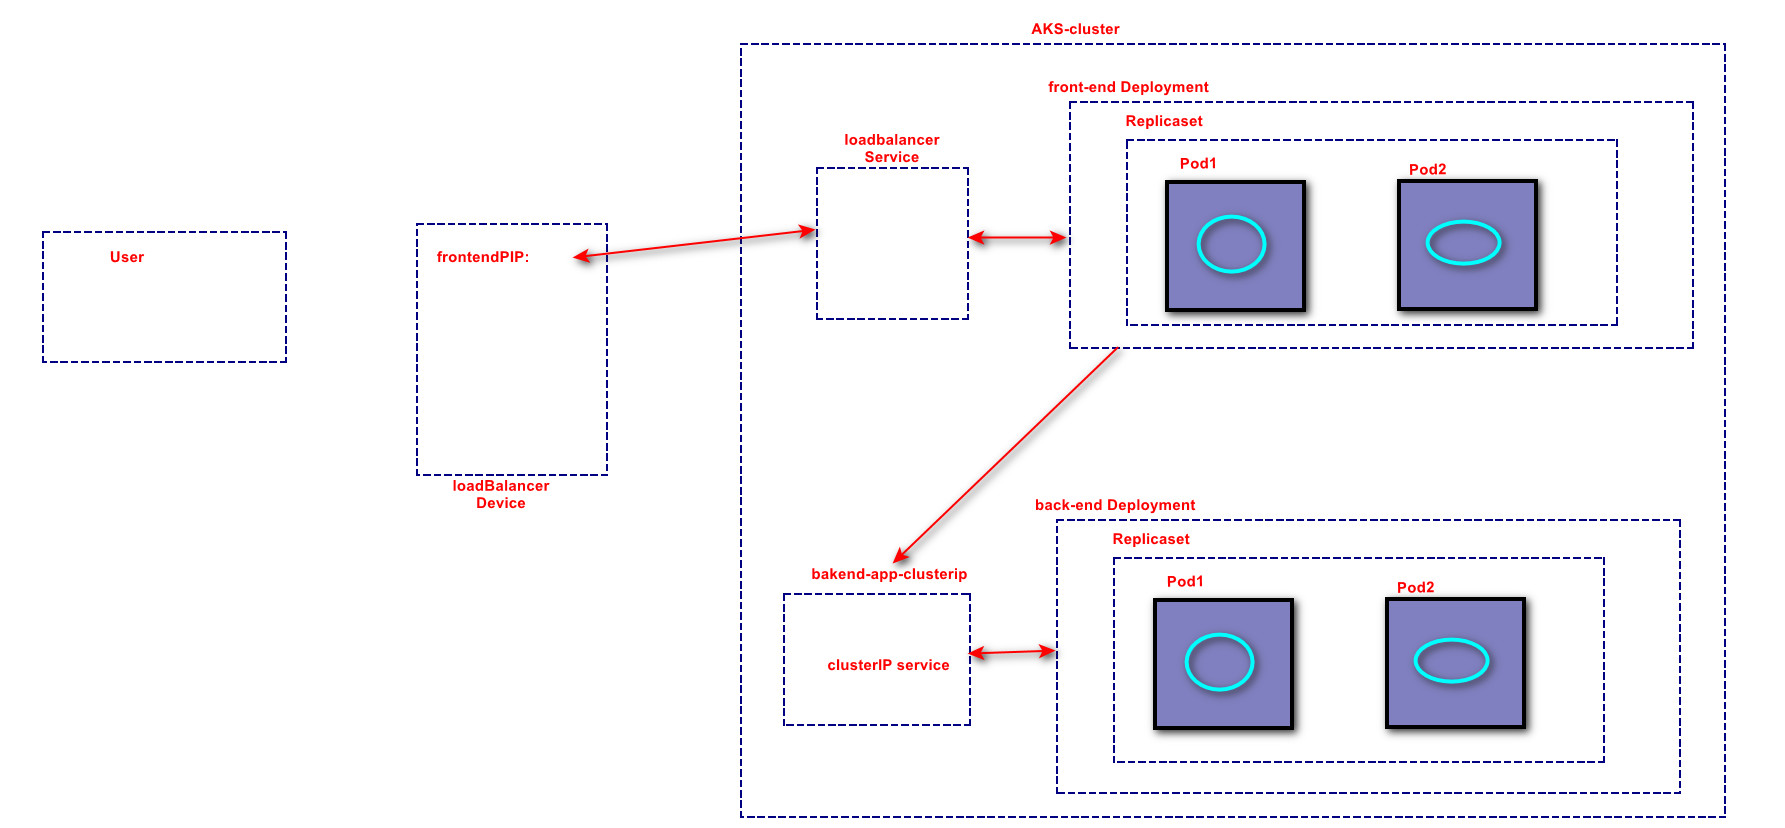 AKS-cluster
front-end Deployment
Replicaset
loadbalancer
Service
Pod1
Pod2
User
frontendPIP:
loadBalancer
Device
back-end Deployment
Replicaset
bakend-app-clusterip
Pod1
Pod2
clusterIP service